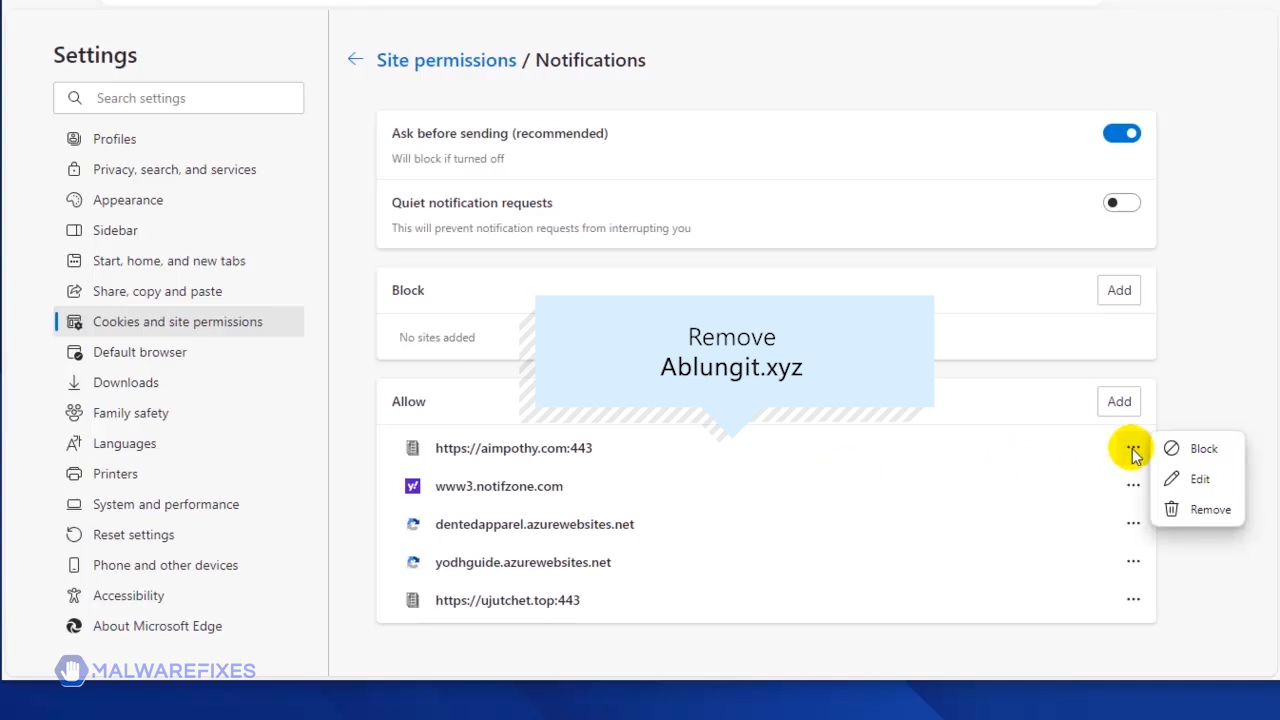 Settings
Search settings
Profiles
Privacy, search, and services
Appearance
Sidebar
Start, home, and new tabs
Share, copy and paste
Cookies and site permissions
Default browser
Downloads
Family safety
Languages
Printers
System and performance
Reset settings
Phone and other devices
Accessibility
About Microsoft Edge
MALWAREFIXES
Site permissions / Notifications
Ask before sending (recommended)
Will block if turned off
Quiet notification requests
This will prevent notification requests from interrupting you
Block
Add
No sites added
Remove
Ablungit.xyz
Allow
Add
https://aimpothy.com:443
www3.notifzone.com
dentedapparel.azurewebsites.net
yodhguide.azurewebsites.net
https://ujutchet.top:443
Block
Edit
Remove